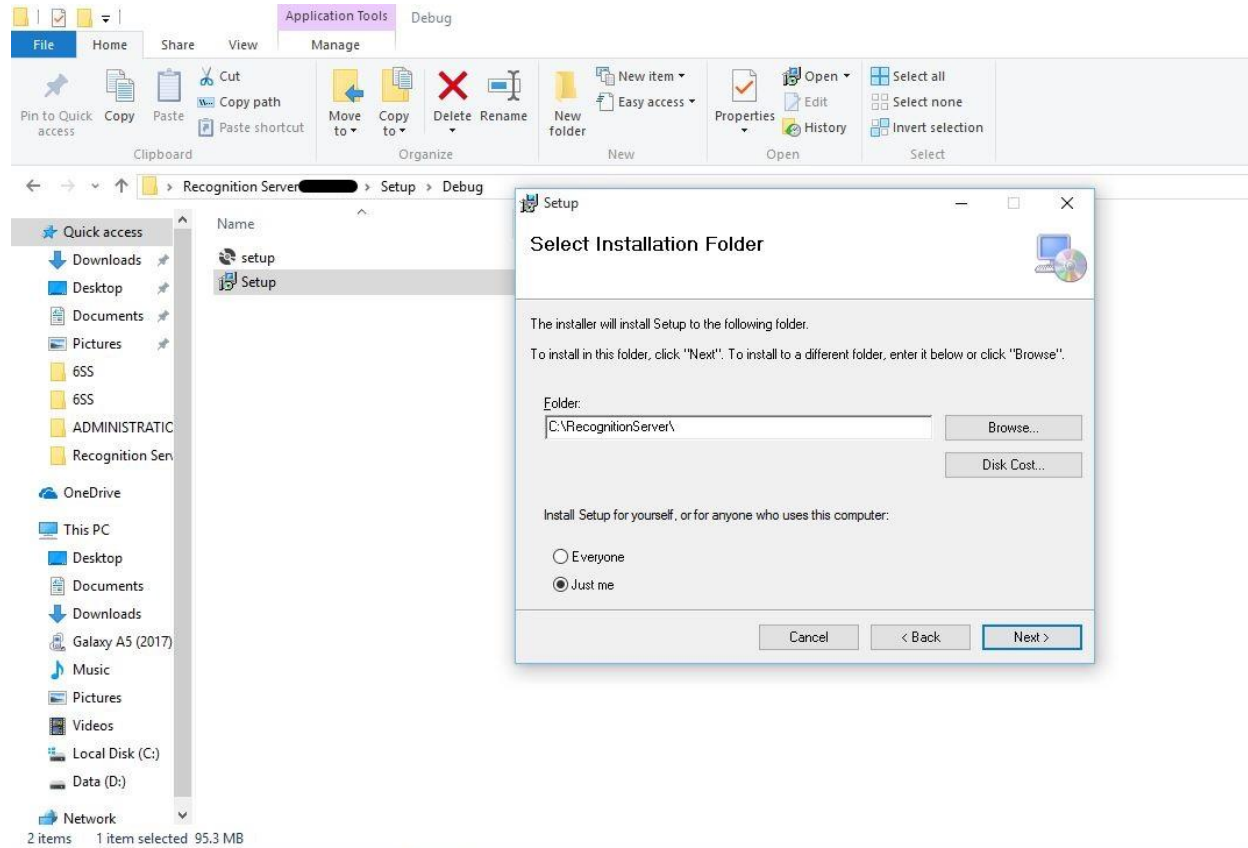 Application Tools Debug
File Home Share View Manage
Pin to Quick access
Copy
Paste
Cut
Copy path
Paste shortcut
Clipboard
Move to
Copy to
Delete
Rename
Organize
New folder
New item
Easy access
New
Properties
Open
Edit
History
Open
Select all
Select none
Invert selection
Select
Recognition Server > Setup > Debug
Quick access
Downloads
Desktop
Documents
Pictures
6SS
6SS
ADMINISTRATIC
Recognition Serv
OneDrive
This PC
Desktop
Documents
Downloads
Galaxy A5 (2017)
Music
Pictures
Videos
Local Disk (C:)
Data (D:)
Network
Name
setup
Setup
Setup
Select Installation Folder
The installer will install Setup to the following folder.
To install in this folder, click "Next". To install to a different folder, enter it below or click "Browse".
Folder:
C:\RecognitionServer\
Browse...
Disk Cost...
Install Setup for yourself, or for anyone who uses this computer:
Everyone
Just me
Cancel < Back Next >
2 items 1 item selected 95.3 MB